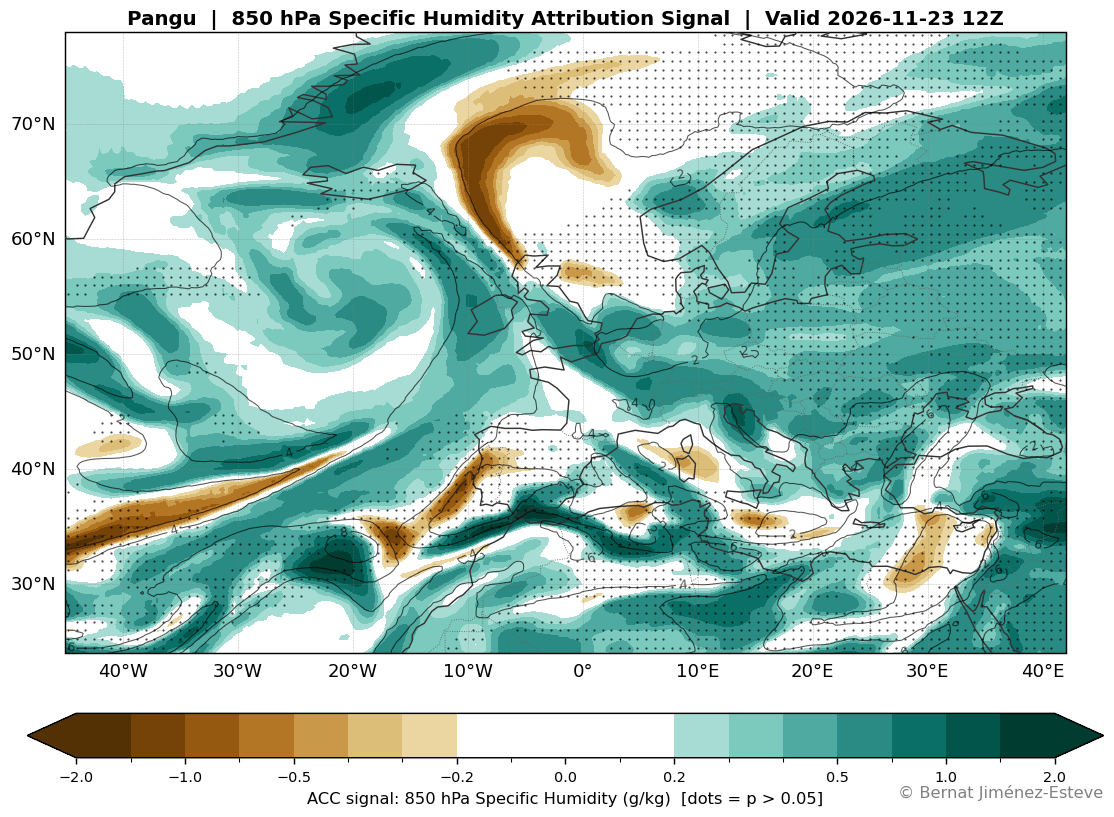 Pangu  |  850 hPa Specific Humidity Attribution Signal  |  Valid 2026-11-23 12Z
70°N
60°N
50°N
40°N
30°N
40°W
30°W
20°W
10°W
0°
10°E
20°E
30°E
40°E
−2.0
−1.0
−0.5
−0.2
0.0
0.2
0.5
1.0
2.0
ACC signal: 850 hPa Specific Humidity (g/kg)  [dots = p > 0.05]
© Bernat Jiménez-Esteve